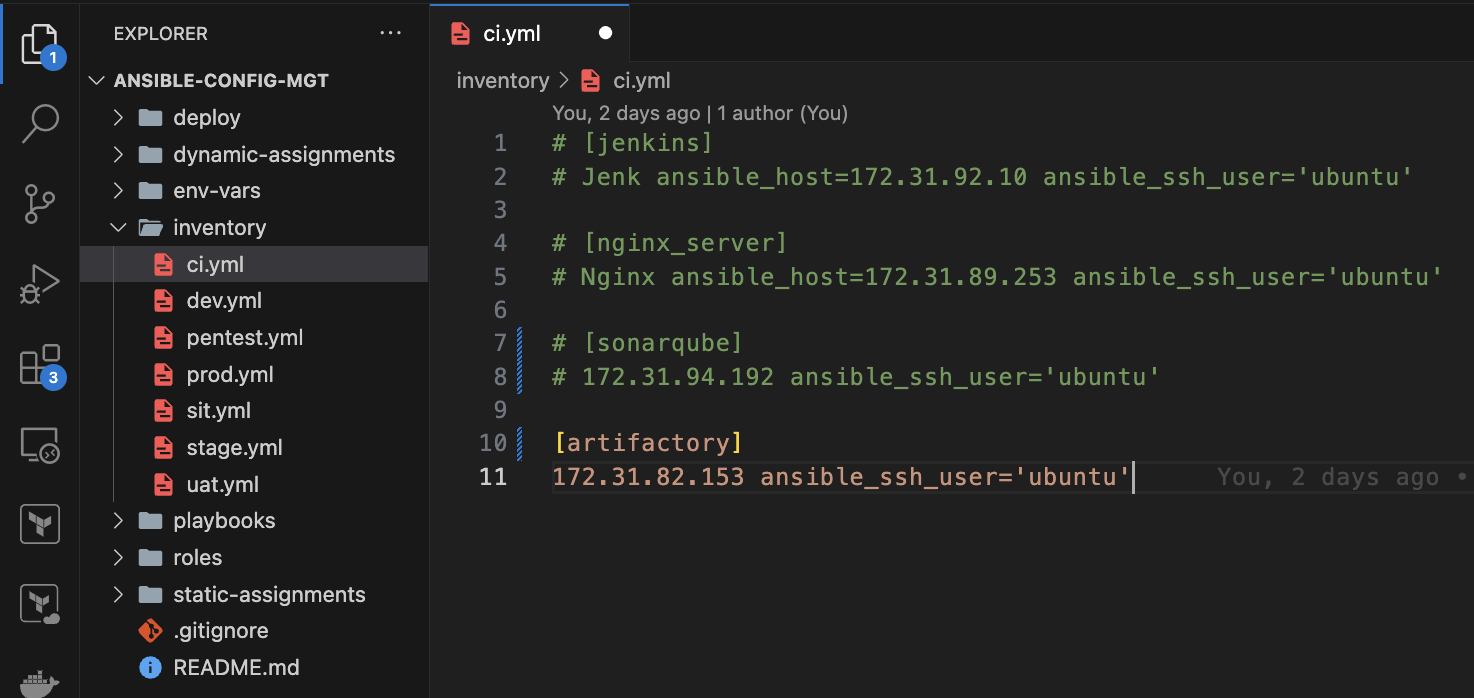 EXPLORER
ANSIBLE-CONFIG-MGT
deploy
dynamic-assignments
env-vars
inventory
ci.yml
dev.yml
pentest.yml
prod.yml
sit.yml
stage.yml
uat.yml
playbooks
roles
static-assignments
.gitignore
README.md
1
3
ci.yml
inventory > ci.yml
You, 2 days ago | 1 author (You)
1 # [jenkins]
2 # Jenk ansible_host=172.31.92.10 ansible_ssh_user='ubuntu'
3
4 # [nginx_server]
5 # Nginx ansible_host=172.31.89.253 ansible_ssh_user='ubuntu'
6
7 # [sonarqube]
8 # 172.31.94.192 ansible_ssh_user='ubuntu'
9
10 [artifactory]
11 172.31.82.153 ansible_ssh_user='ubuntu' You, 2 days ago •